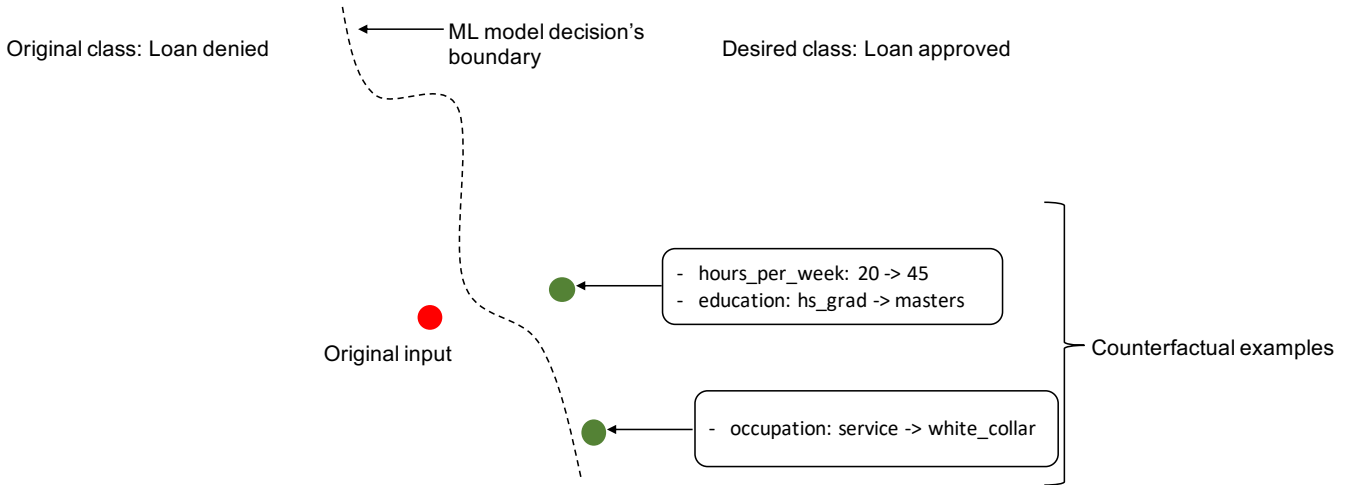 Original class: Loan denied
ML model decision's
boundary
Desired class: Loan approved
- hours_per_week: 20 -> 45
- education: hs_grad -> masters
Original input
Counterfactual examples
- occupation: service -> white_collar